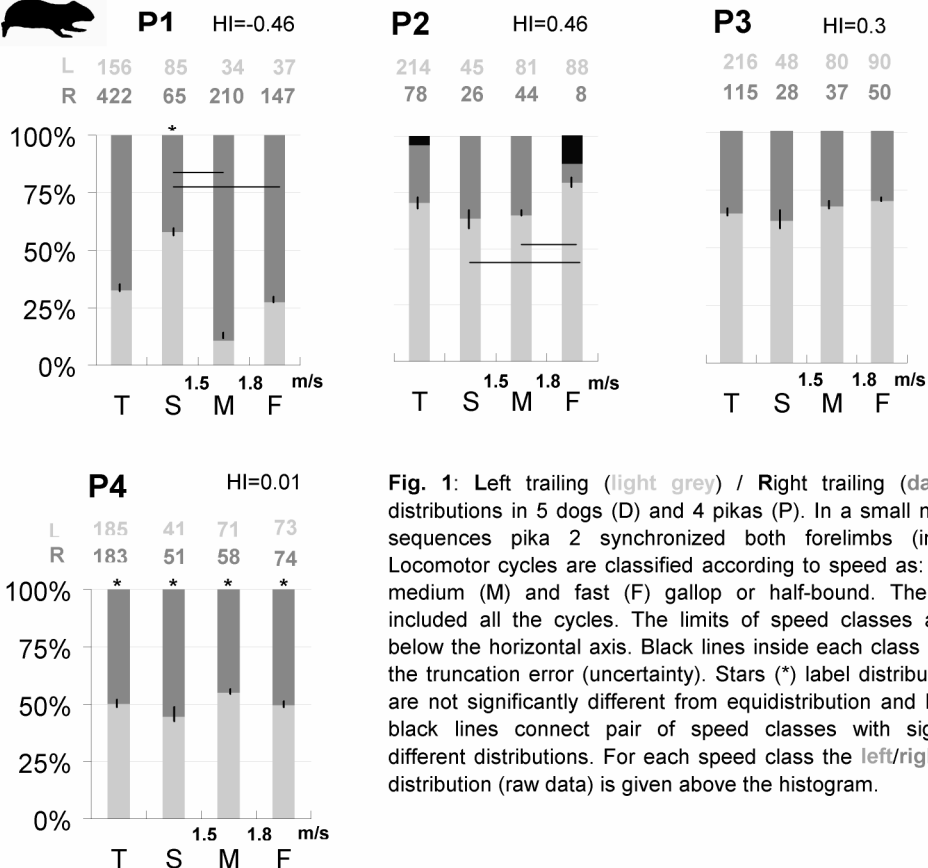 P1 HI=-0.46
L 156 85 34 37
R 422 65 210 147
100%
*
75%
50%
25%
0%
1.5 1.8 m/s
T S M F
P2 HI=0.46
214 45 81 88
78 26 44 8
1.5 1.8 m/s
T S M F
P3 HI=0.3
216 48 80 90
115 28 37 50
1.5 1.8 m/s
T S M F
P4 HI=0.01
L 185 41 71 73
R 183 51 58 74
100%
* * * *
75%
50%
25%
0%
1.5 1.8 m/s
T S M F
Fig. 1: Left trailing (light grey) / Right trailing (da
distributions in 5 dogs (D) and 4 pikas (P). In a small n
sequences pika 2 synchronized both forelimbs (in
Locomotor cycles are classified according to speed as:
medium (M) and fast (F) gallop or half-bound. The
included all the cycles. The limits of speed classes a
below the horizontal axis. Black lines inside each class
the truncation error (uncertainty). Stars (*) label distribu
are not significantly different from equidistribution and
black lines connect pair of speed classes with sig
different distributions. For each speed class the left/righ
distribution (raw data) is given above the histogram.